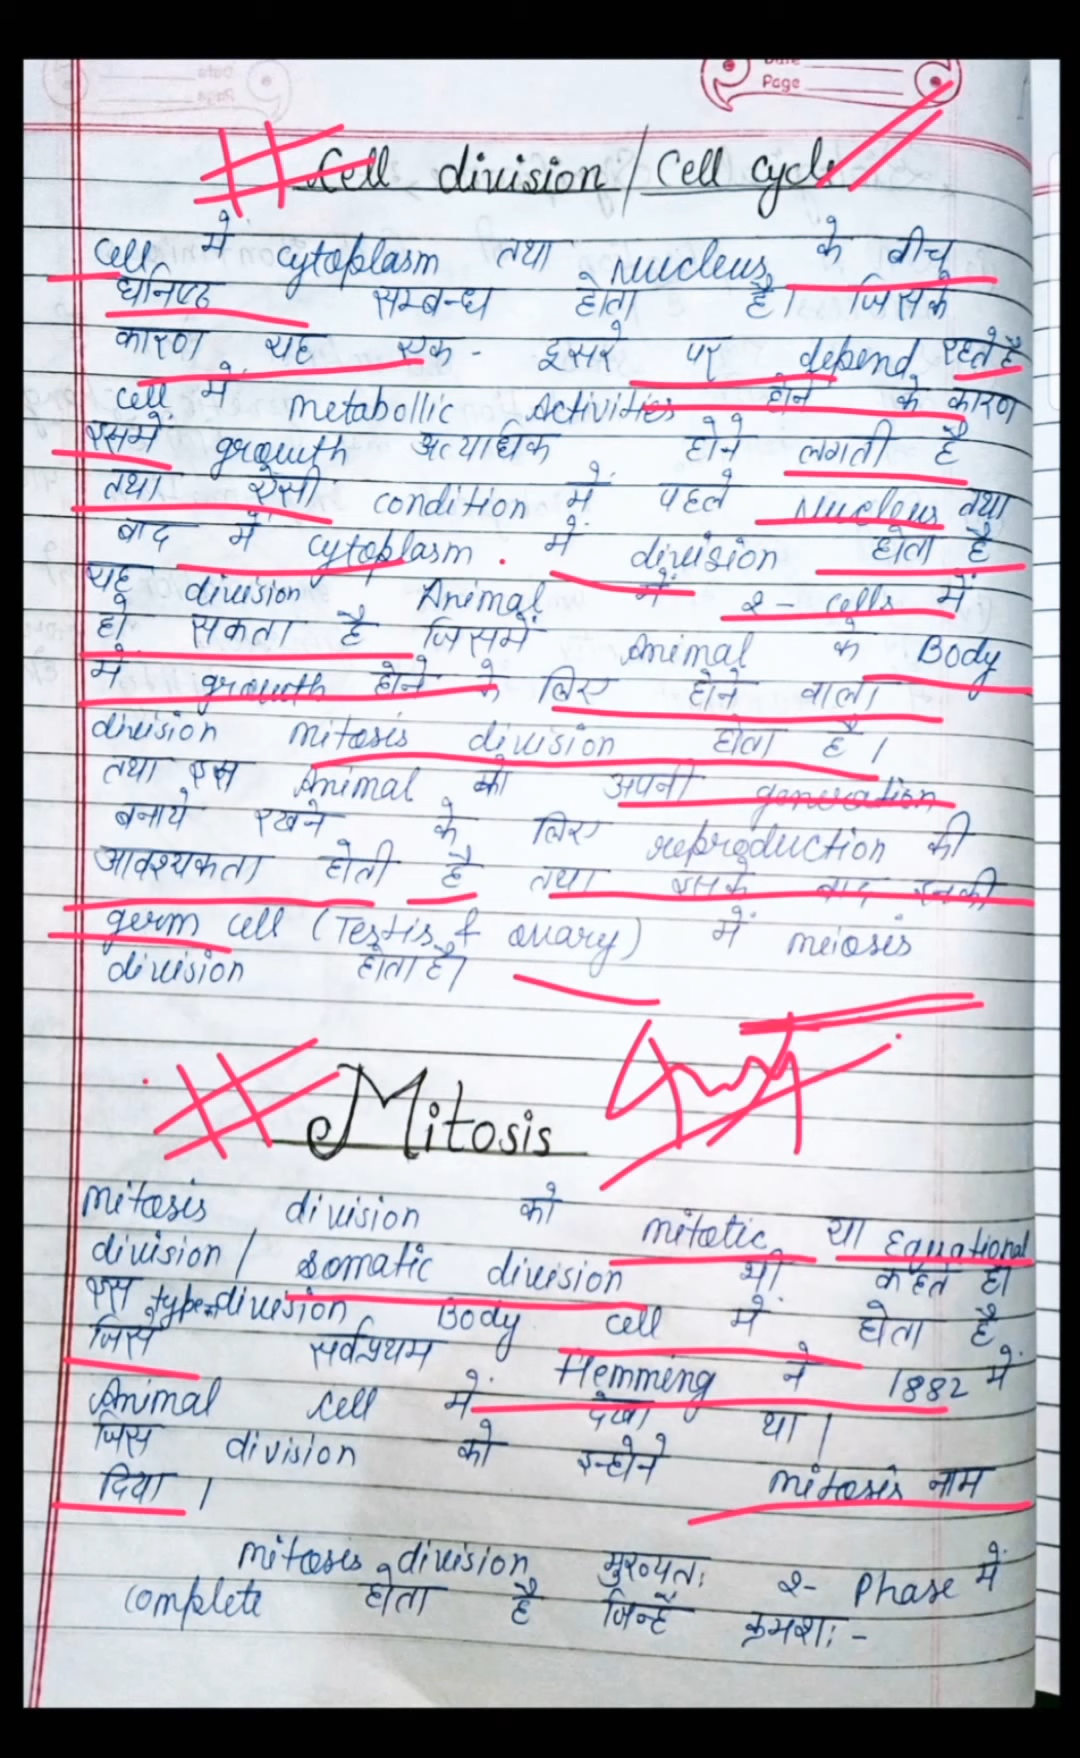 Date
Page
Cell division / Cell cycle
Cell में cytoplasm तथा Nucleus के बीच
घनिष्ठ सम्बन्ध होता है। जिसके
कारण यह एक - दूसरे पर depend रहते है
cell में metabollic Activities होने के कारण
इसमें growth अत्याधिक होने लगती है
तथा ऐसी condition में पहले Nucleus तथा
बाद में cytoplasm में division होता है
यह division Animal में 2 - cells में
हो सकता है जिसमें Animal के Body
में growth होने के लिए होने वाला
division mitosis division होता है।
तथा इस Animal को अपनी generation
बनाये रखने के लिए reproduction की
आवश्यकता होती है तथा इसके बाद इनकी
germ cell (Testis & ovary) में meiosis
division होता है।
Mitosis
mitosis division को mitotic या Equational
division / somatic division भी कहते हैं
इस type division Body cell में होता है
जिसे सर्वप्रथम Flemming ने 1882 में
Animal cell में देखा था।
जिस division को इन्होने mitosis नाम
दिया।
mitosis division मुख्यतः 2- Phase में
complete होता है जिन्हें क्रमशः -